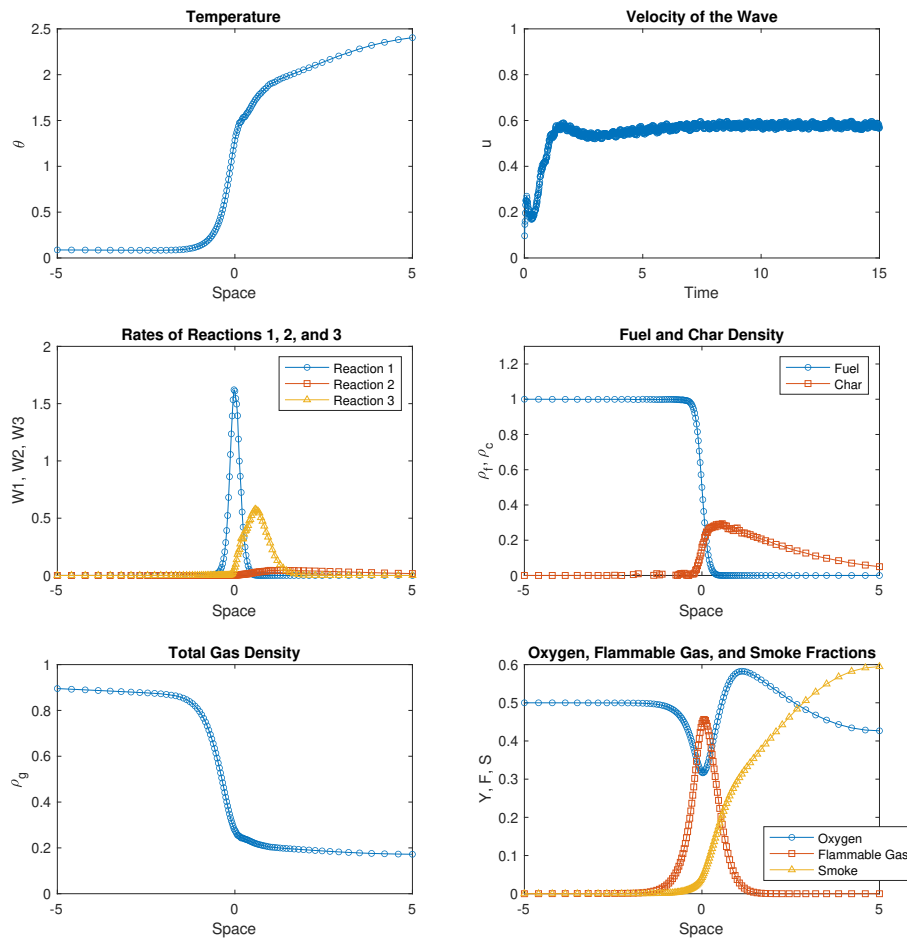 Temperature
2.5
2
1.5
1
0.5
0
θ
-5
0
5
Space
Velocity of the Wave
1
0.8
0.6
0.4
0.2
0
u
0
5
10
15
Time
Rates of Reactions 1, 2, and 3
2
1.5
1
0.5
0
W1, W2, W3
Reaction 1
Reaction 2
Reaction 3
-5
0
5
Space
Fuel and Char Density
1.2
1
0.8
0.6
0.4
0.2
0
ρ_f, ρ_c
Fuel
Char
-5
0
5
Space
Total Gas Density
1
0.8
0.6
0.4
0.2
0
ρ_g
-5
0
5
Space
Oxygen, Flammable Gas, and Smoke Fractions
0.6
0.5
0.4
0.3
0.2
0.1
0
Y, F, S
Oxygen
Flammable Gas
Smoke
-5
0
5
Space